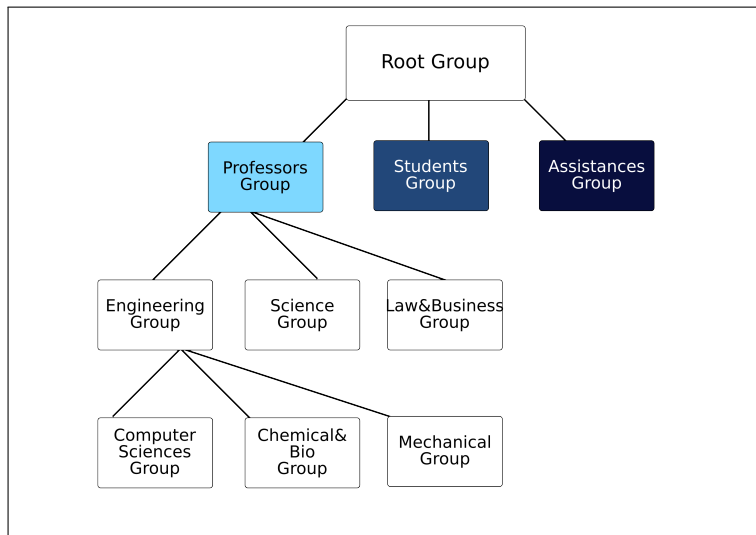 Root Group
Professors
Group
Students
Group
Assistances
Group
Engineering
Group
Science
Group
Law&Business
Group
Computer
Sciences
Group
Chemical&
Bio
Group
Mechanical
Group